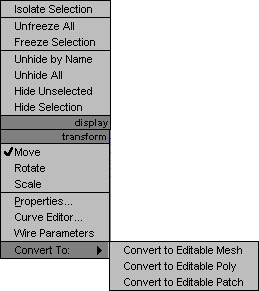 Isolate Selection
Unfreeze All
Freeze Selection
Unhide by Name
Unhide All
Hide Unselected
Hide Selection
display
transform
Move
Rotate
Scale
Properties...
Curve Editor...
Wire Parameters
Convert To:
Convert to Editable Mesh
Convert to Editable Poly
Convert to Editable Patch